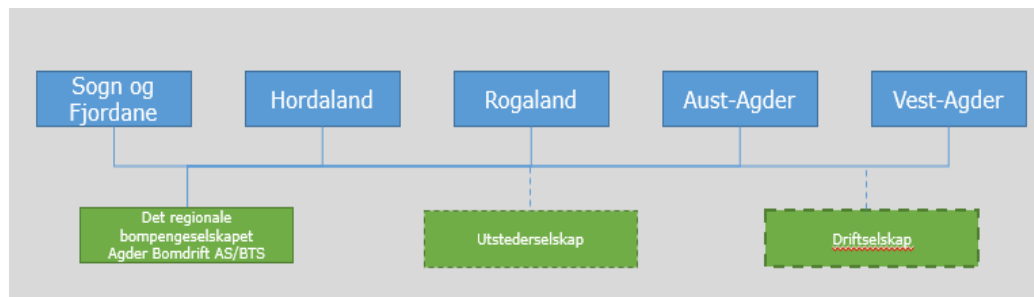 Sogn og
Fjordane
Hordaland
Rogaland
Aust-Agder
Vest-Agder
Det regionale
bompengeselskapet
Agder Bomdrift AS/BTS
Utstederselskap
Driftselskap